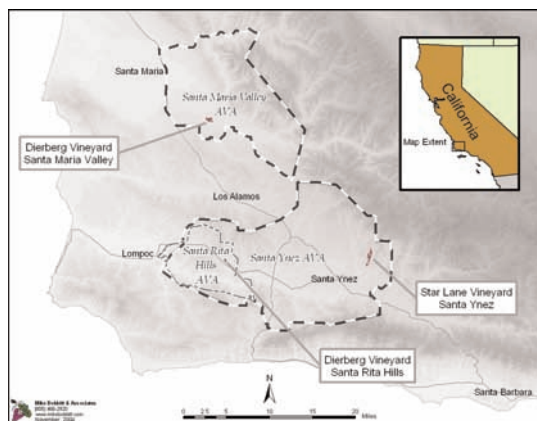 Santa Maria
Santa Maria Valley
AVA
Dierberg Vineyard
Santa Maria Valley
California
Map Extent
Los Alamos
Lompoc
Santa Rita
Hills
AVA
Santa Ynez AVA
Santa Ynez
Star Lane Vineyard
Santa Ynez
Dierberg Vineyard
Santa Rita Hills
Santa Barbara
N
0 2.5 5 10 15 20
Miles
& Associates
November, 2004